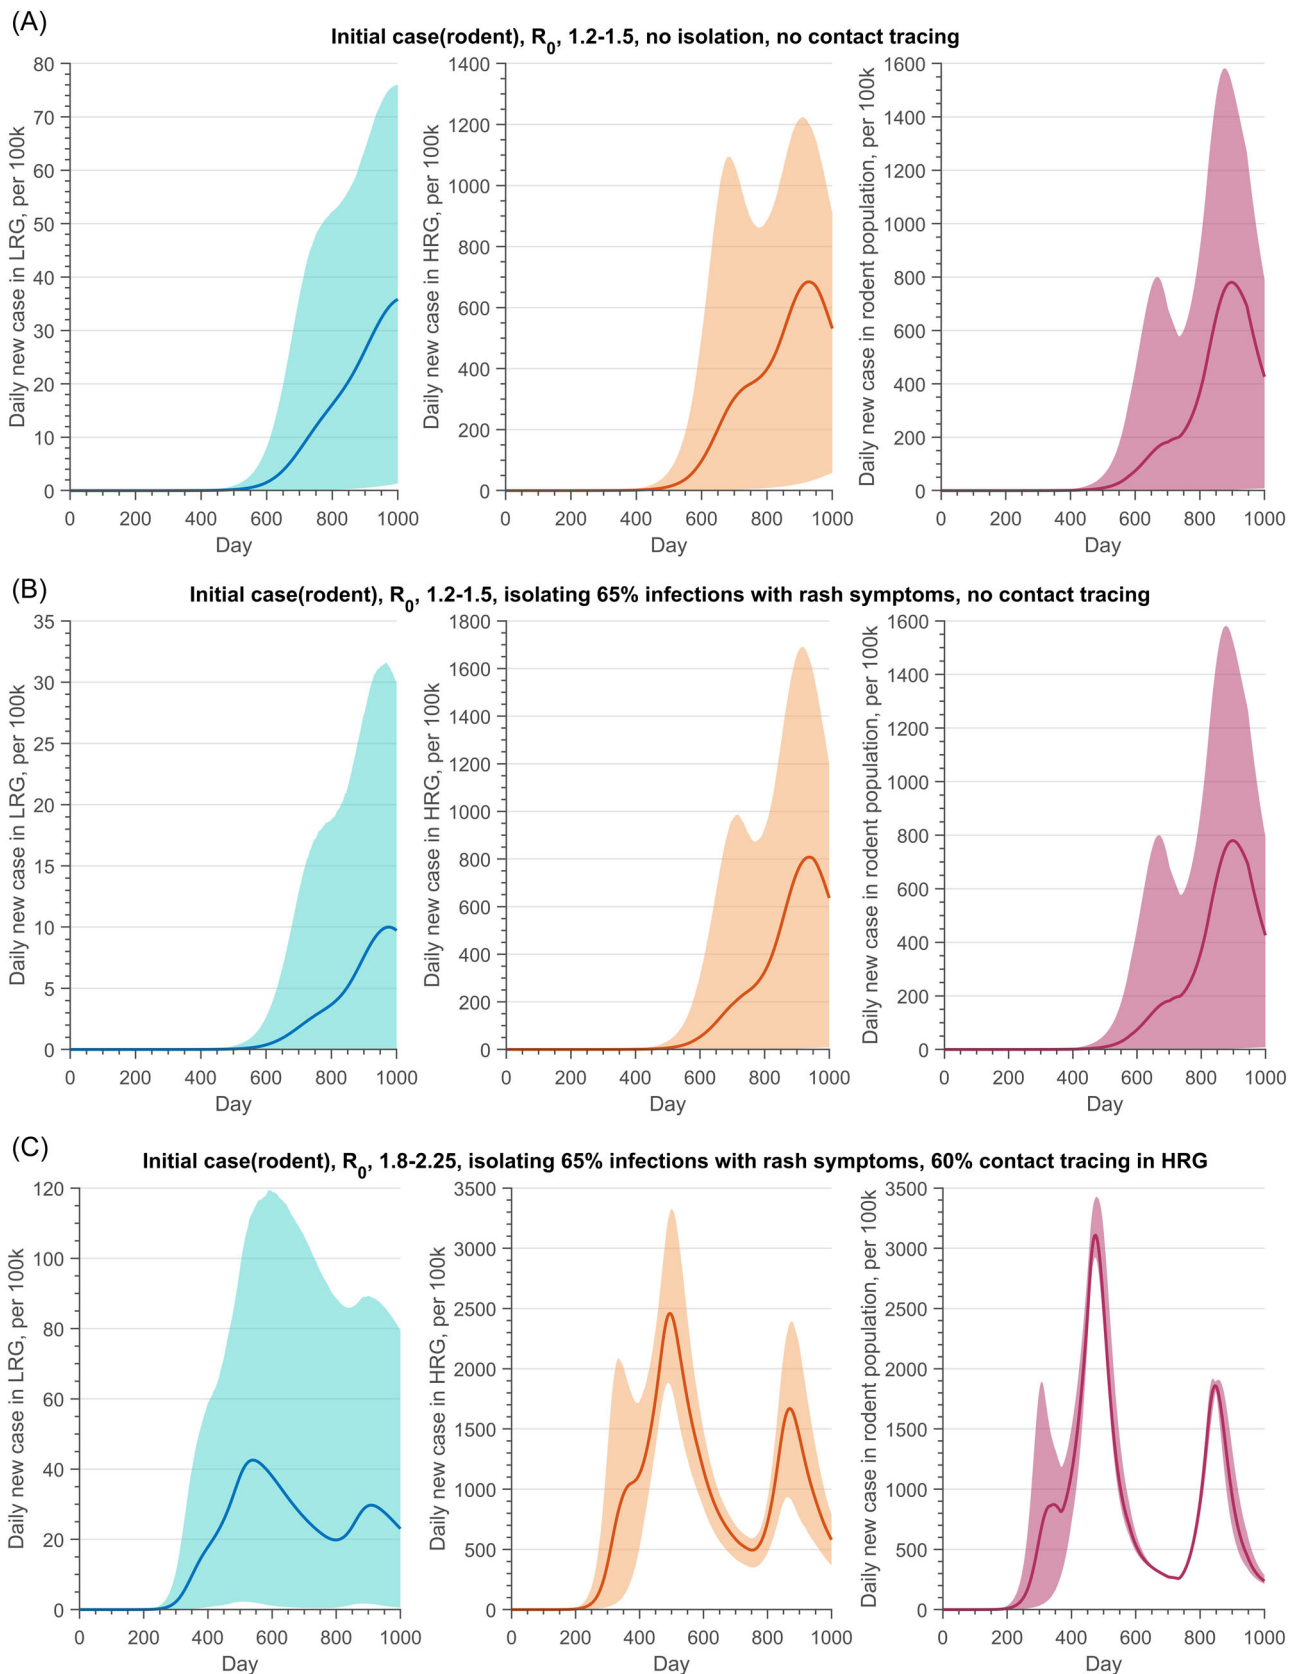 (A)
Initial case(rodent), R0, 1.2-1.5, no isolation, no contact tracing
Daily new case in LRG, per 100k
80
70
60
50
40
30
20
10
0
0 200 400 600 800 1000
Day
Daily new case in HRG, per 100k
1400
1200
1000
800
600
400
200
0
0 200 400 600 800 1000
Day
Daily new case in rodent population, per 100k
1600
1400
1200
1000
800
600
400
200
0
0 200 400 600 800 1000
Day
(B)
Initial case(rodent), R0, 1.2-1.5, isolating 65% infections with rash symptoms, no contact tracing
Daily new case in LRG, per 100k
35
30
25
20
15
10
5
0
0 200 400 600 800 1000
Day
Daily new case in HRG, per 100k
1800
1600
1400
1200
1000
800
600
400
200
0
0 200 400 600 800 1000
Day
Daily new case in rodent population, per 100k
1600
1400
1200
1000
800
600
400
200
0
0 200 400 600 800 1000
Day
(C)
Initial case(rodent), R0, 1.8-2.25, isolating 65% infections with rash symptoms, 60% contact tracing in HRG
Daily new case in LRG, per 100k
120
100
80
60
40
20
0
0 200 400 600 800 1000
Day
Daily new case in HRG, per 100k
3500
3000
2500
2000
1500
1000
500
0
0 200 400 600 800 1000
Day
Daily new case in rodent population, per 100k
3500
3000
2500
2000
1500
1000
500
0
0 200 400 600 800 1000
Day